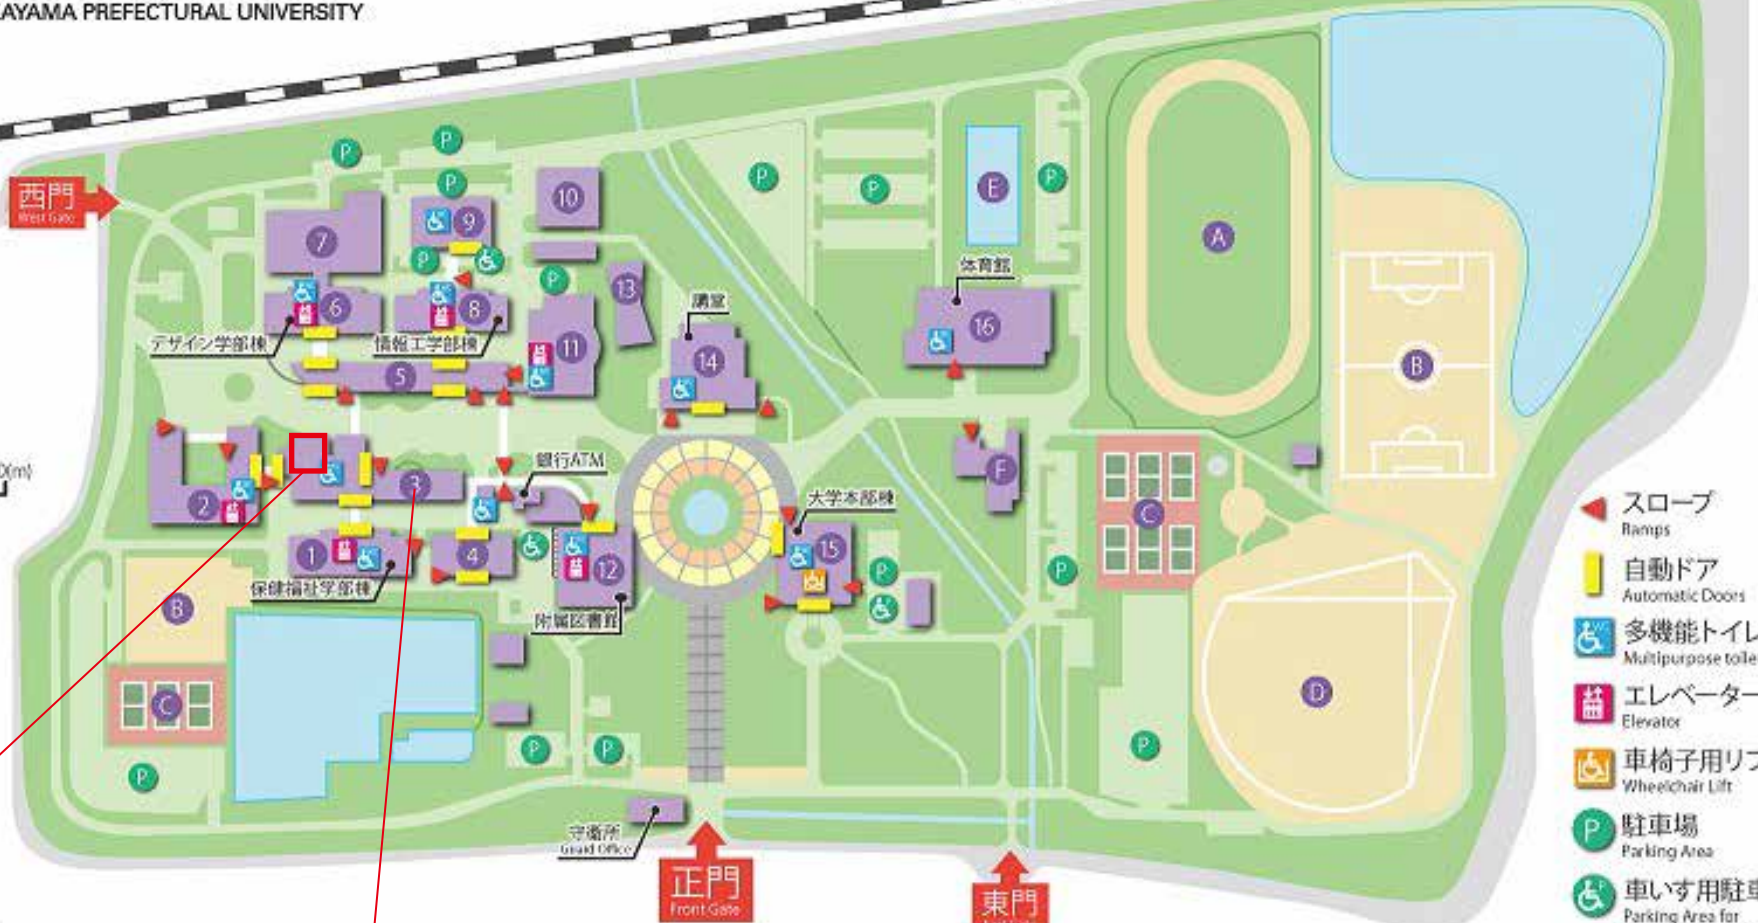 AYAMA PREFECTURAL UNIVERSITY
西門
West Gate
P
P
P
10
9
7
E
P
P
P
A
P
P
体育館
13
講堂
6
8
16
デザイン学部棟
情報工学部棟
11
14
5
B
(m)
銀行ATM
F
3
2
大学本部棟
C
スロープ
Ramps
1
4
12
15
P
P
自動ドア
Automatic Doors
保健福祉学部棟
B
附属図書館
多機能トイレ
Multipurpose toile
C
D
エレベーター
Elevator
P
P
P
P
車椅子用リフ
Wheelchair Lift
守衛所
Guard Office
駐車場
Parking Area
正門
Front Gate
東門
車いす用駐車
Parking Area for